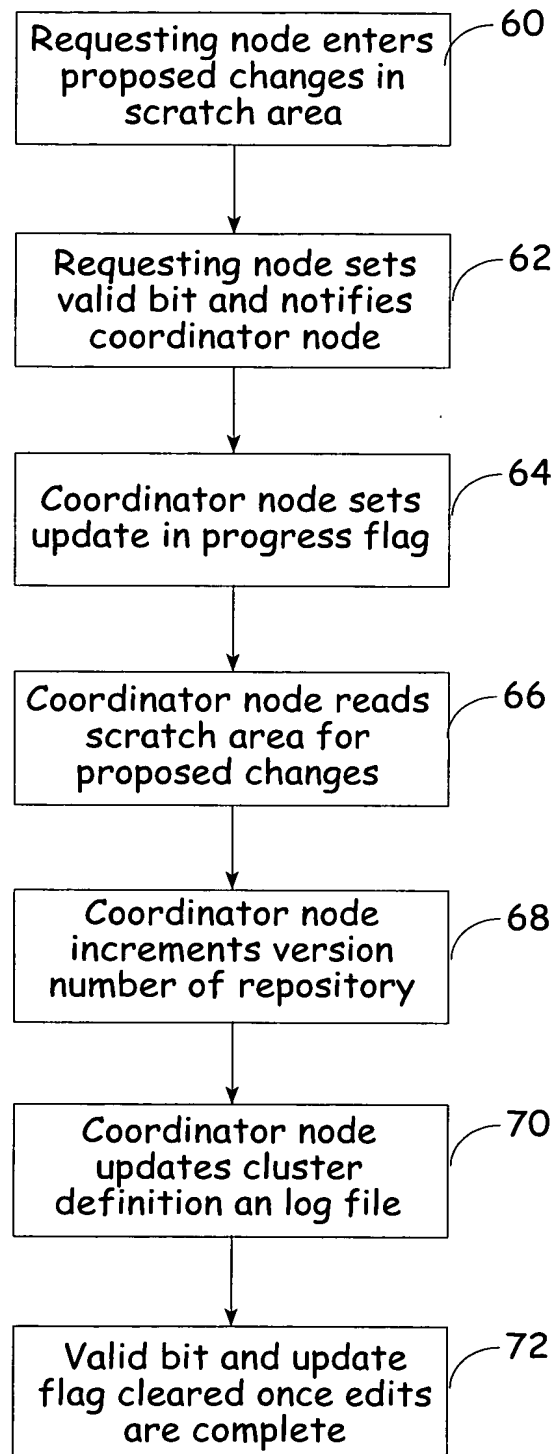 Requesting node enters
proposed changes in
scratch area
60
Requesting node sets
valid bit and notifies
coordinator node
62
Coordinator node sets
update in progress flag
64
Coordinator node reads
scratch area for
proposed changes
66
Coordinator node
increments version
number of repository
68
Coordinator node
updates cluster
definition an log file
70
Valid bit and update
flag cleared once edits
are complete
72